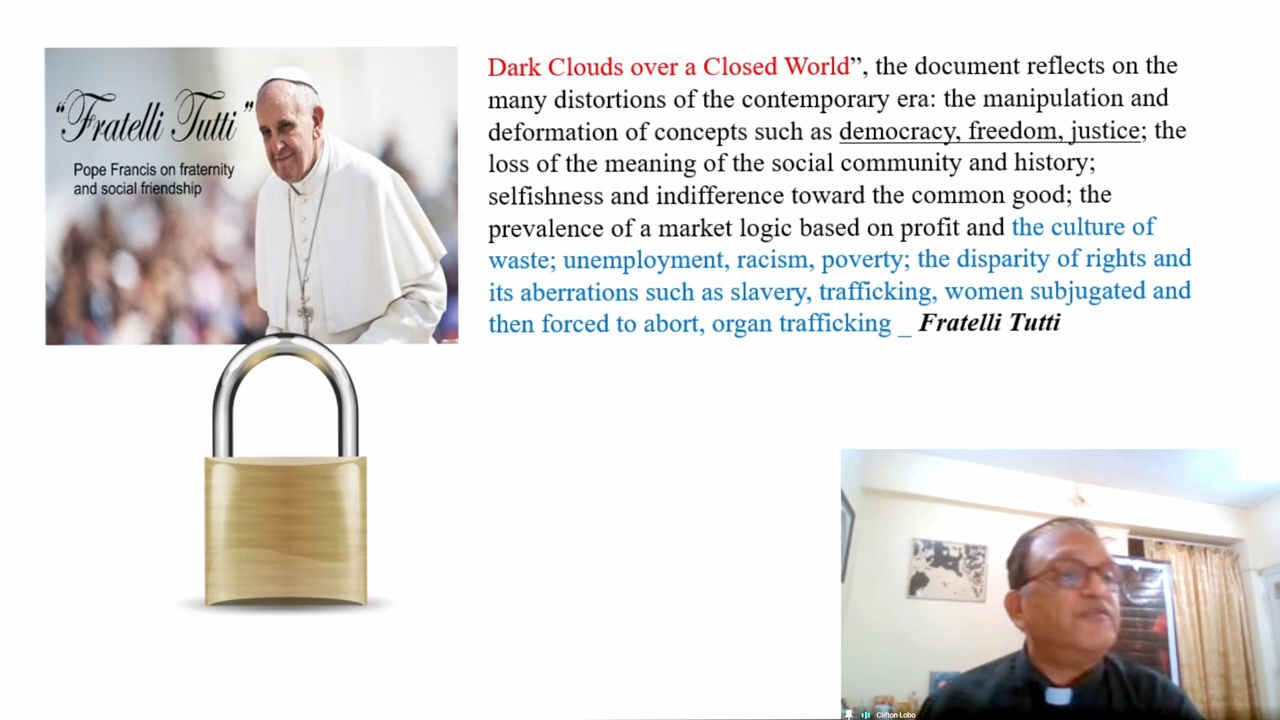 “Fratelli Tutti”
Pope Francis on fraternity
and social friendship
Dark Clouds over a Closed World”, the document reflects on the
many distortions of the contemporary era: the manipulation and
deformation of concepts such as democracy, freedom, justice; the
loss of the meaning of the social community and history;
selfishness and indifference toward the common good; the
prevalence of a market logic based on profit and the culture of
waste; unemployment, racism, poverty; the disparity of rights and
its aberrations such as slavery, trafficking, women subjugated and
then forced to abort, organ trafficking _ Fratelli Tutti
Clifton Lobo